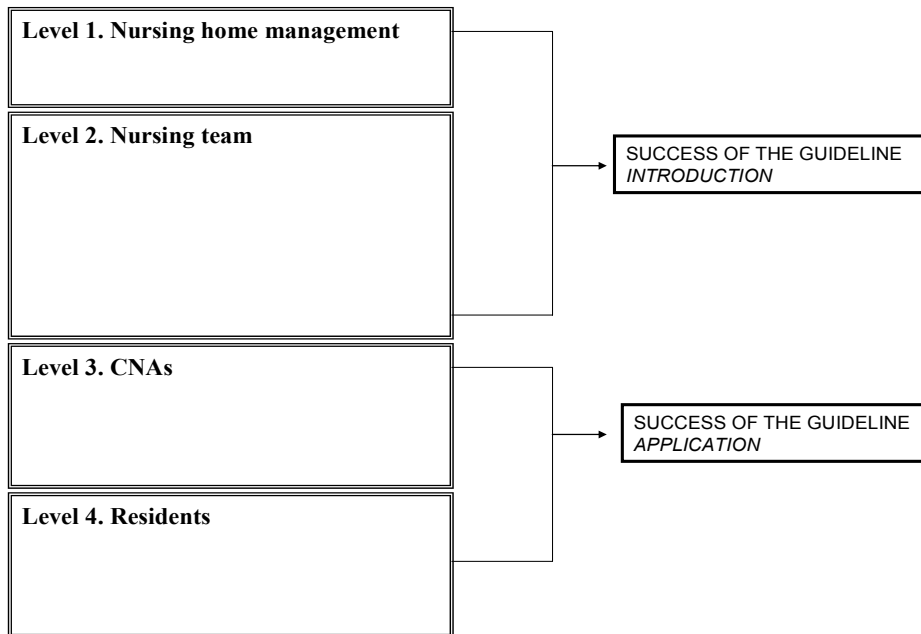 Level 1. Nursing home management
Level 2. Nursing team
SUCCESS OF THE GUIDELINE
INTRODUCTION
Level 3. CNAs
SUCCESS OF THE GUIDELINE
APPLICATION
Level 4. Residents